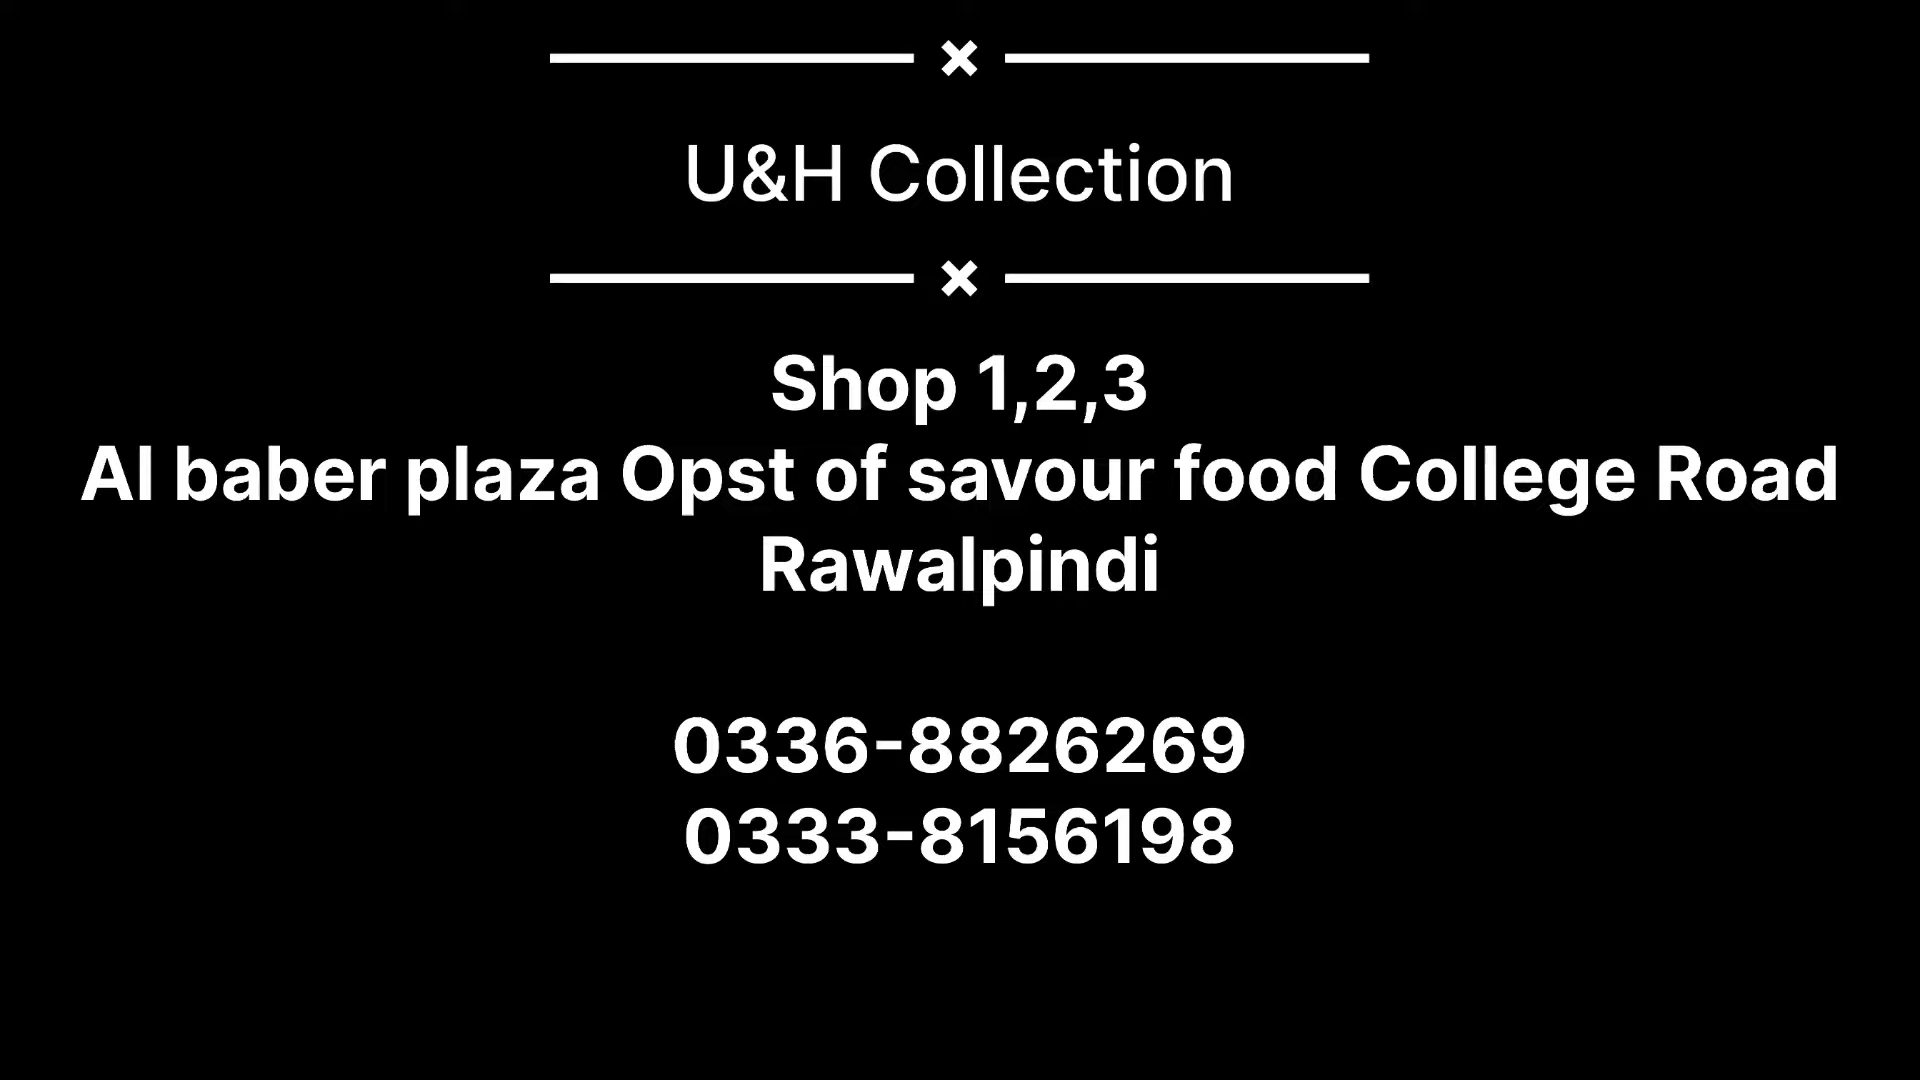 U&H Collection
Shop 1,2,3
Al baber plaza Opst of savour food College Road
Rawalpindi
0336-8826269
0333-8156198